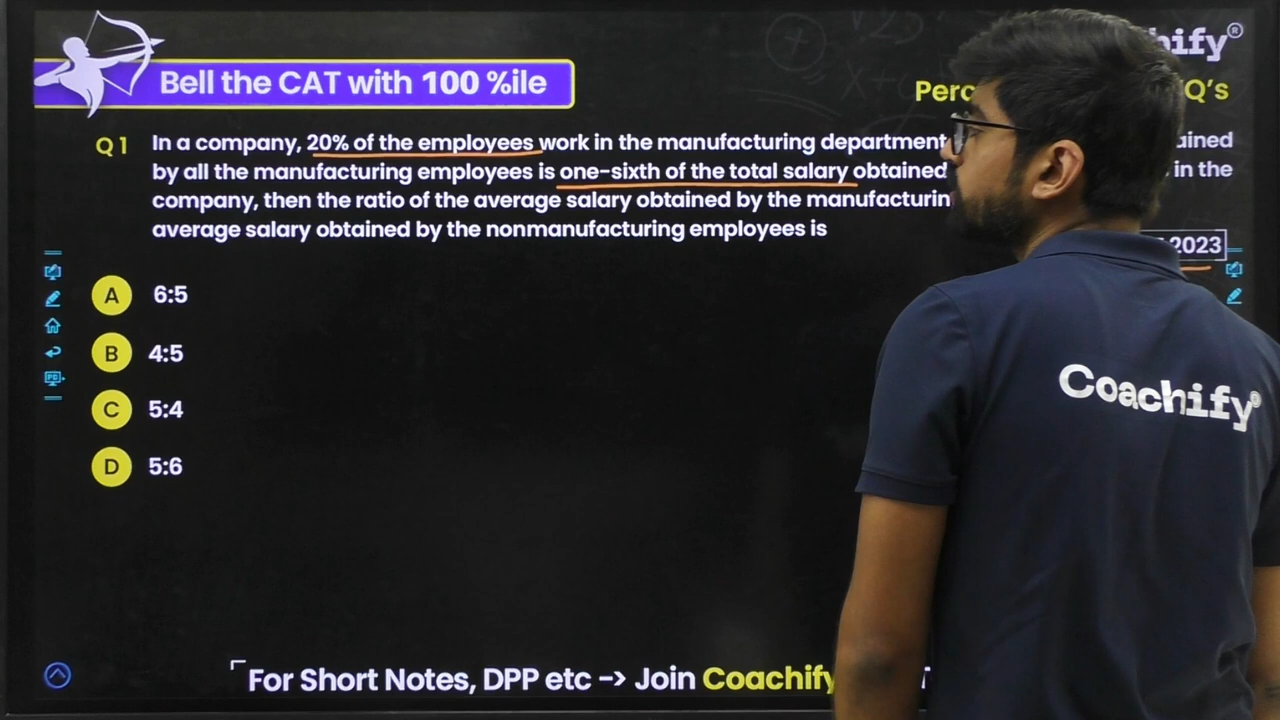 Bell the CAT with 100 %ile
hify®
Perc Q's
Q 1 In a company, 20% of the employees work in the manufacturing department ained
by all the manufacturing employees is one-sixth of the total salary obtained in the
company, then the ratio of the average salary obtained by the manufacturin
average salary obtained by the nonmanufacturing employees is
2023
A 6:5
B 4:5
C 5:4
D 5:6
Coachify®
For Short Notes, DPP etc -> Join Coachify